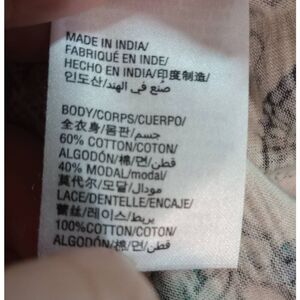 MADE IN INDIA/
FABRIQUÉ EN INDE/
HECHO EN INDIA/印度制造/
인도산/صنع في الهند
BODY/CORPS/CUERPO/
全衣身/몸판/جسم
60% COTTON/COTON/
ALGODÓN/棉/면/قطن
40% MODAL/modal/
莫代尔/모달/مودال
LACE/DENTELLE/ENCAJE/
蕾丝/레이스/يربط
100%COTTON/COTON/
ALGODÓN/棉/면/قطن